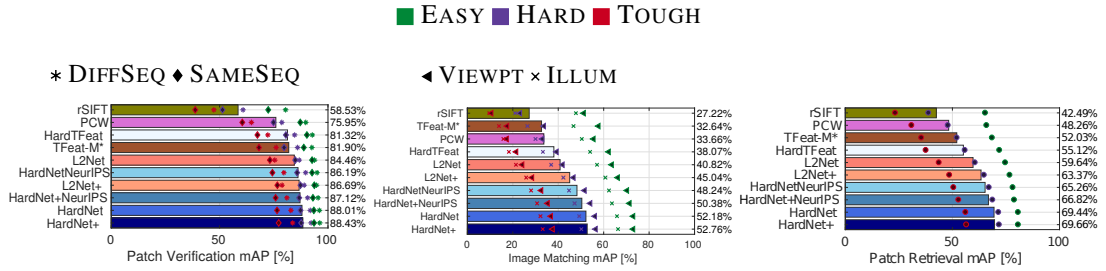 EASY HARD TOUGH
DIFFSEQ SAMESEQ
rSIFT 58.53%
PCW 75.95%
HardTFeat 81.32%
TFeat-M* 81.90%
L2Net 84.46%
HardNetNeurIPS 86.19%
L2Net+ 86.69%
HardNet+NeurIPS 87.12%
HardNet 88.01%
HardNet+ 88.43%
0 50 100
Patch Verification mAP [%]
VIEWPT ILLUM
rSIFT 27.22%
TFeat-M* 32.64%
PCW 33.66%
HardTFeat 38.07%
L2Net 40.82%
L2Net+ 45.04%
HardNetNeurIPS 48.24%
HardNet+NeurIPS 50.38%
HardNet 52.18%
HardNet+ 52.76%
0 20 40 60 80 100
Image Matching mAP [%]
rSIFT 42.49%
PCW 48.26%
TFeat-M* 52.03%
HardTFeat 55.12%
L2Net 59.64%
L2Net+ 63.37%
HardNetNeurIPS 65.26%
HardNet+NeurIPS 66.82%
HardNet 69.44%
HardNet+ 69.66%
0 50 100
Patch Retrieval mAP [%]